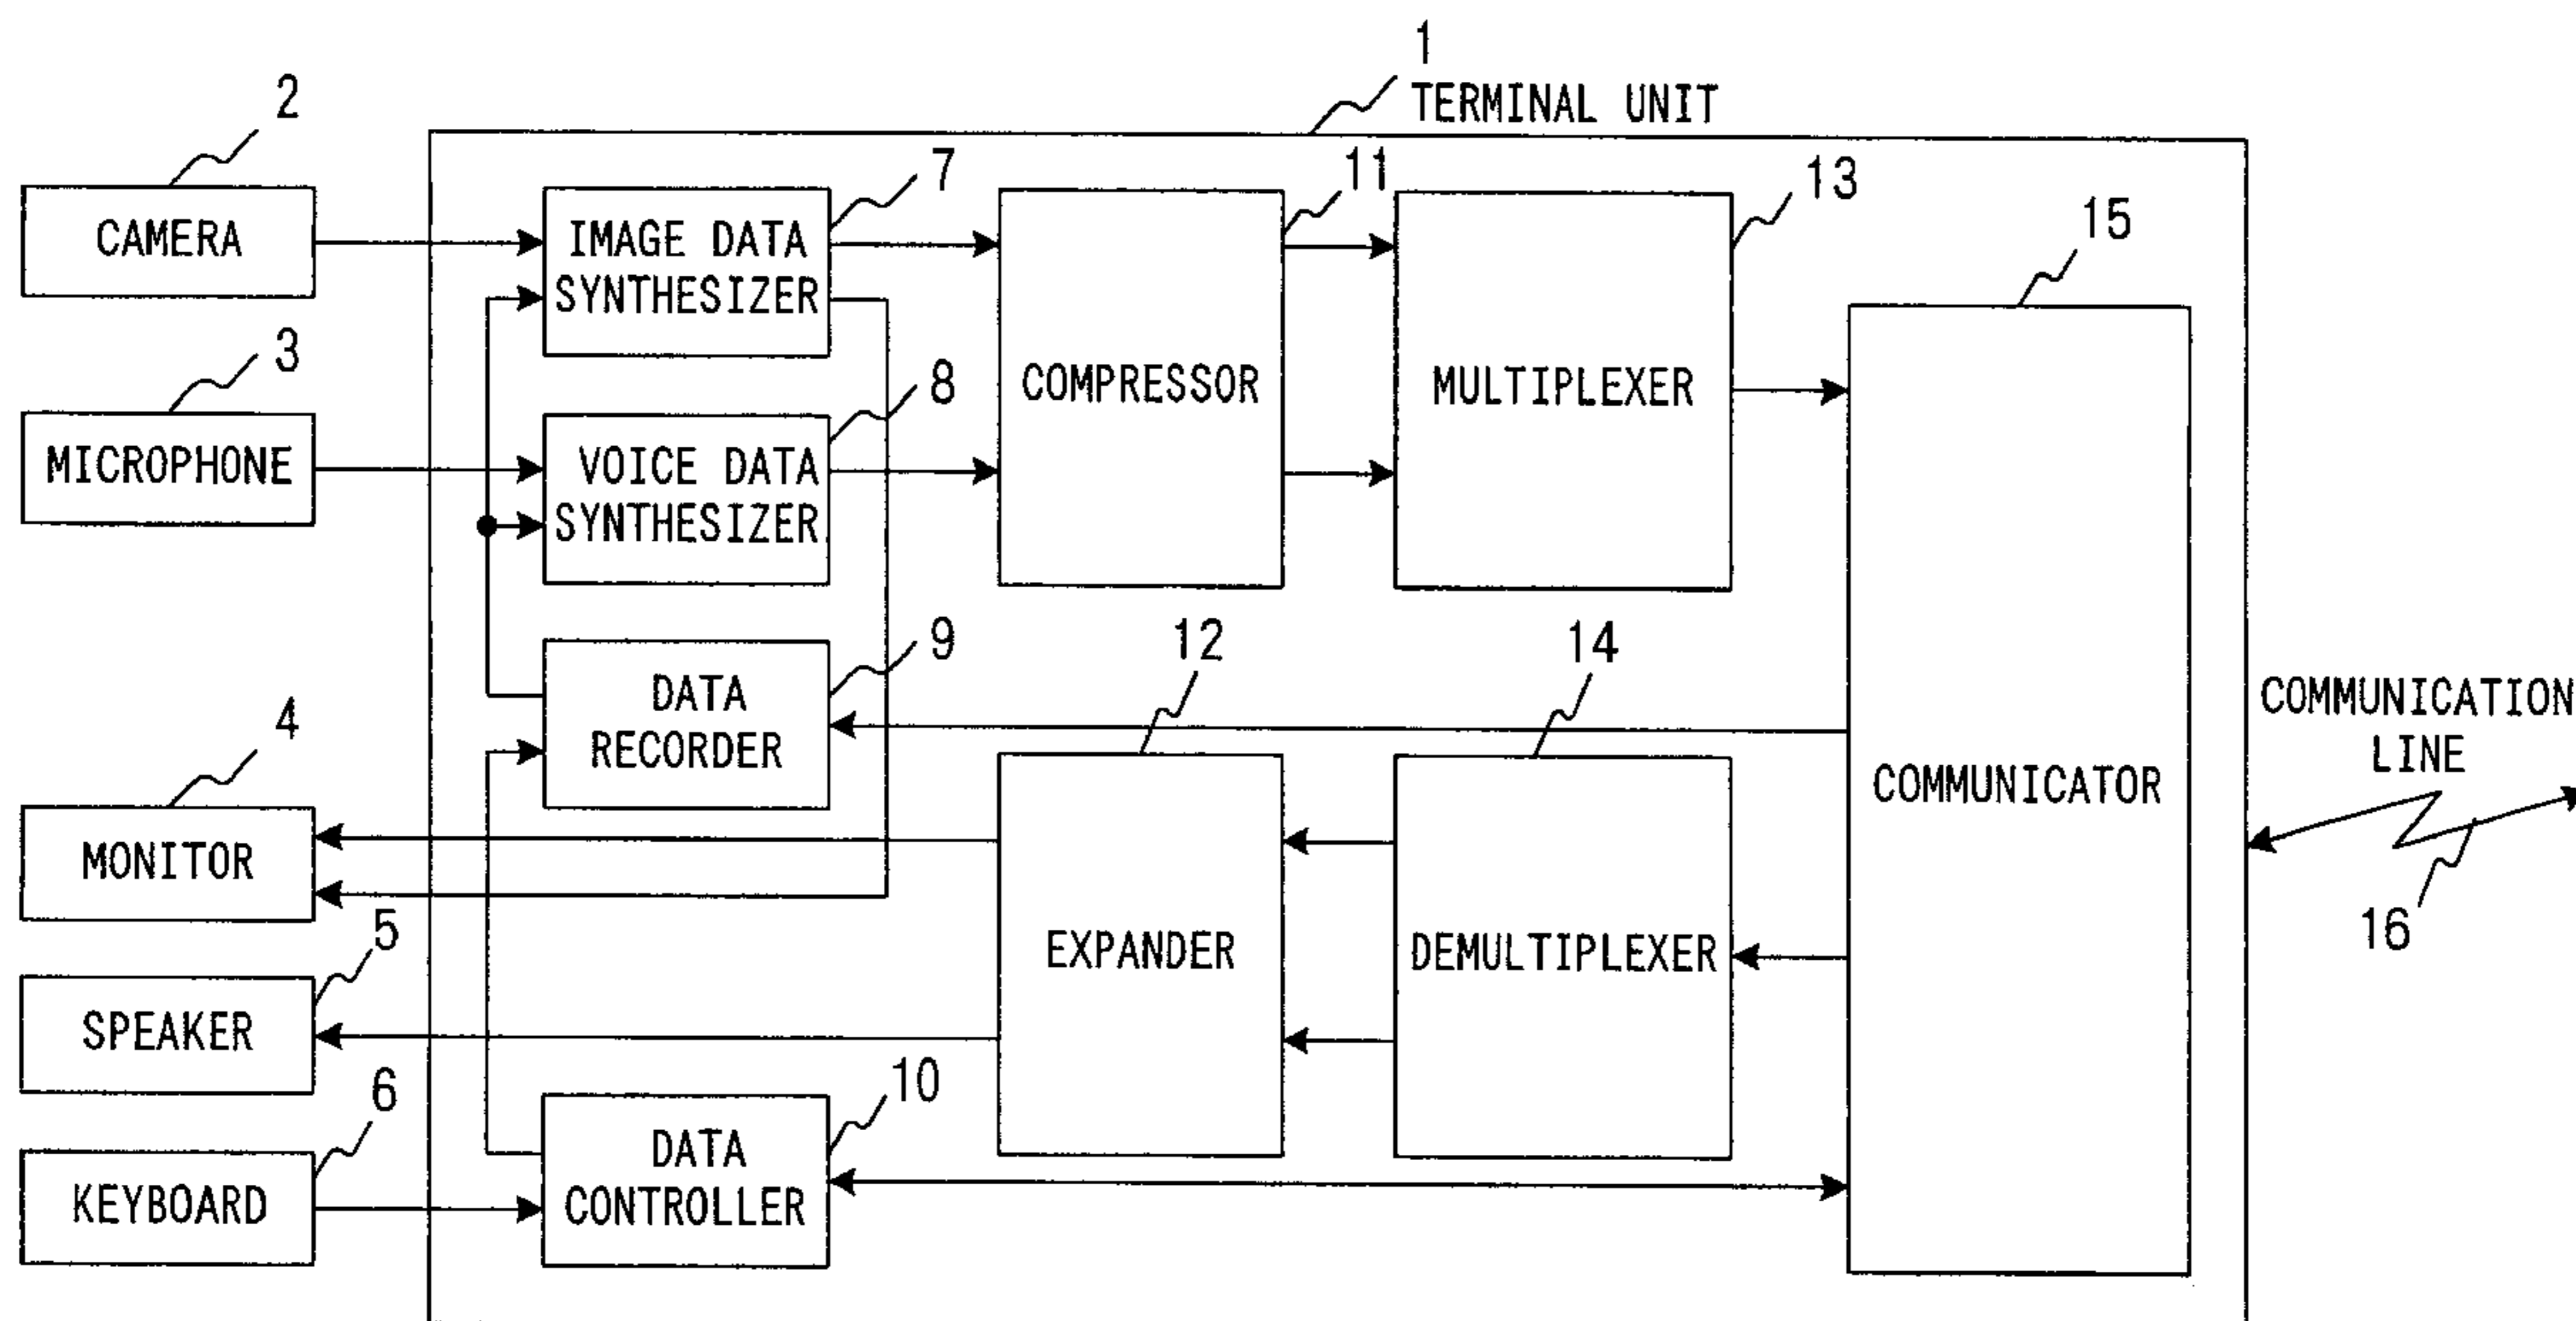 1
TERMINAL UNIT
2
CAMERA
7
IMAGE DATA
SYNTHESIZER
11
COMPRESSOR
13
MULTIPLEXER
15
COMMUNICATOR
3
MICROPHONE
8
VOICE DATA
SYNTHESIZER
9
DATA
RECORDER
12
EXPANDER
14
DEMULTIPLEXER
COMMUNICATION
LINE
16
4
MONITOR
5
SPEAKER
6
KEYBOARD
10
DATA
CONTROLLER